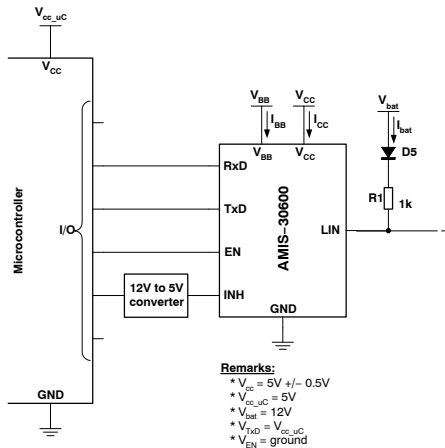 Vcc_uC
VCC
Microcontroller
I/O
GND
12V to 5V
converter
VBB
IBB
VCC
ICC
VBB
VCC
RxD
TxD
EN
INH
AMIS-30600
LIN
GND
Vbat
Ibat
D5
R1
1k
Remarks:
* Vcc = 5V +/- 0.5V
* Vcc_uC = 5V
* Vbat = 12V
* VTxD = Vcc_uC
* VEN = ground